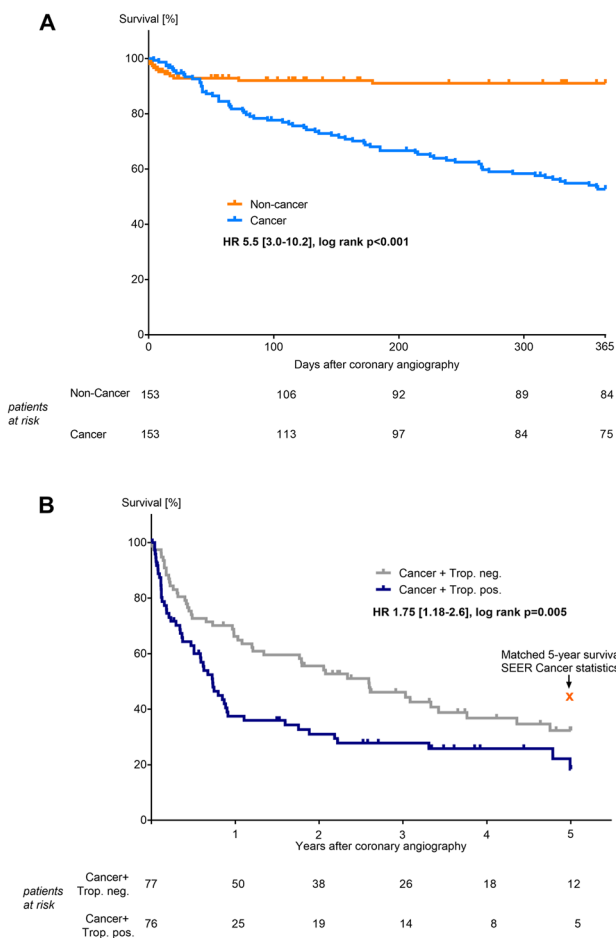 A
Survival [%]
100
80
60
40
20
0
Non-cancer
Cancer
HR 5.5 [3.0-10.2], log rank p<0.001
0 100 200 300 365
Days after coronary angiography
patients
at risk
Non-Cancer 153 106 92 89 84
Cancer 153 113 97 84 75
B
Survival [%]
100
80
60
40
20
0
Cancer + Trop. neg.
Cancer + Trop. pos.
HR 1.75 [1.18-2.6], log rank p=0.005
Matched 5-year surviva
SEER Cancer statistics
x
1 2 3 4 5
Years after coronary angiography
patients
at risk
Cancer+
Trop. neg. 77 50 38 26 18 12
Cancer+
Trop. pos. 76 25 19 14 8 5